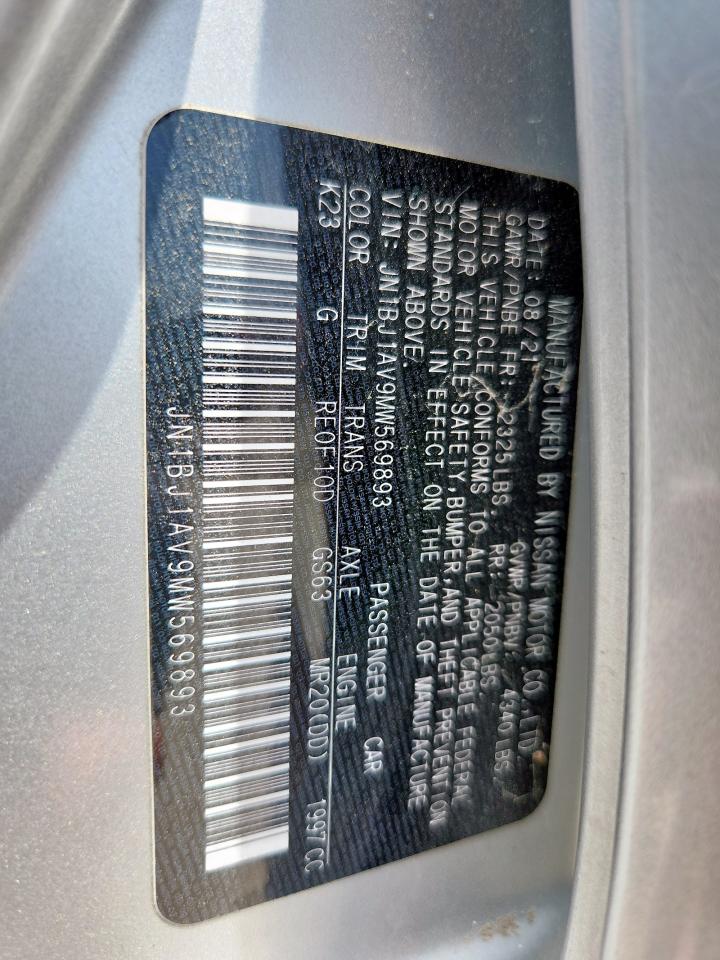 MANUFACTURED BY NISSAN MOTOR CO.,LTD.
DATE 08/21 GVWR/PNBV 4340 LBS
GAWR/PNBE FR: 2325 LBS. RR: 2050 LBS
THIS VEHICLE CONFORMS TO ALL APPLICABLE FEDERAL
MOTOR VEHICLE SAFETY, BUMPER, AND THEFT PREVENTION
STANDARDS IN EFFECT ON THE DATE OF MANUFACTURE
SHOWN ABOVE.
VIN: JN1BJ1AV9MW569893 PASSENGER CAR
COLOR TRIM TRANS AXLE ENGINE
K23 G RE0F10D GS63 MR20(DD) 1997CC
JN1BJ1AV9MW569893